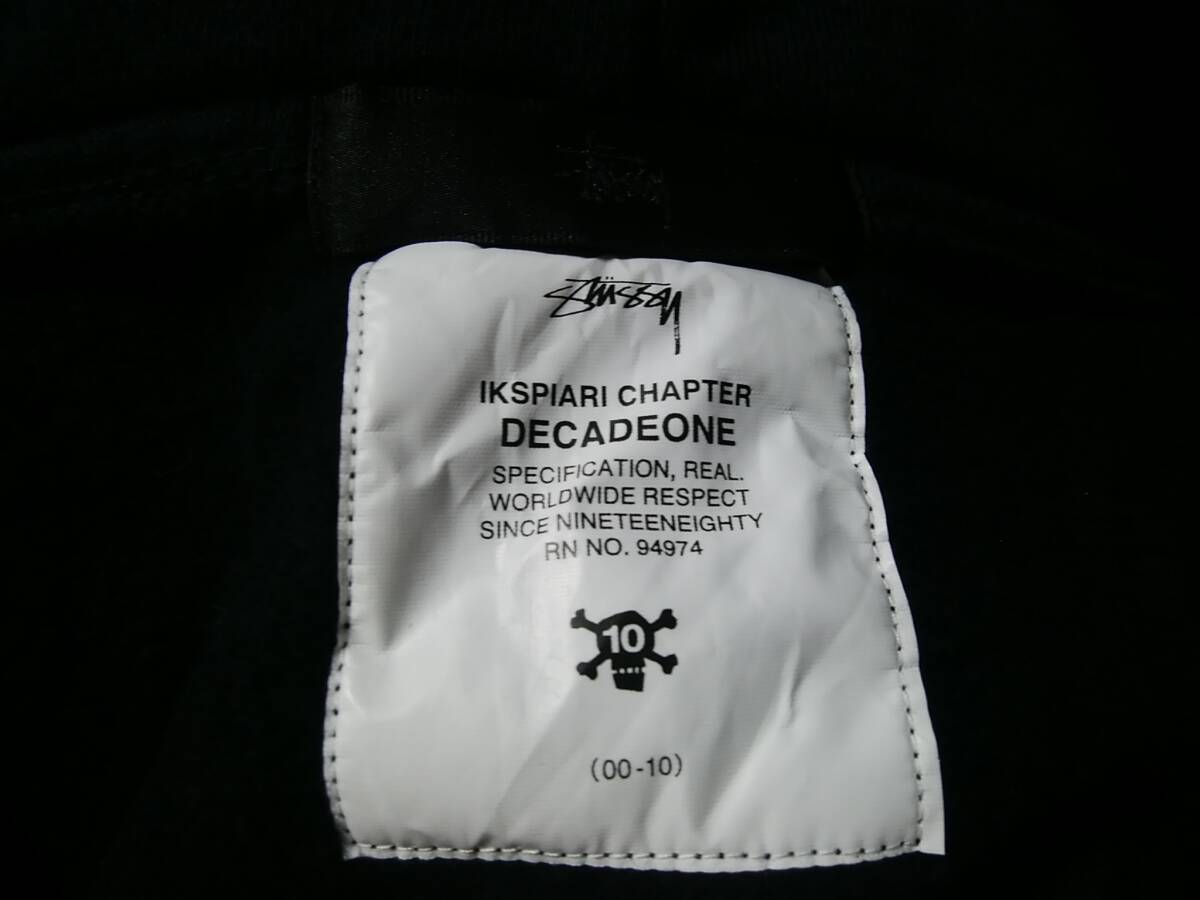 Stüssy
IKSPIARI CHAPTER
DECADEONE
SPECIFICATION, REAL.
WORLDWIDE RESPECT
SINCE NINETEENEIGHTY
RN NO. 94974
10
(00-10)